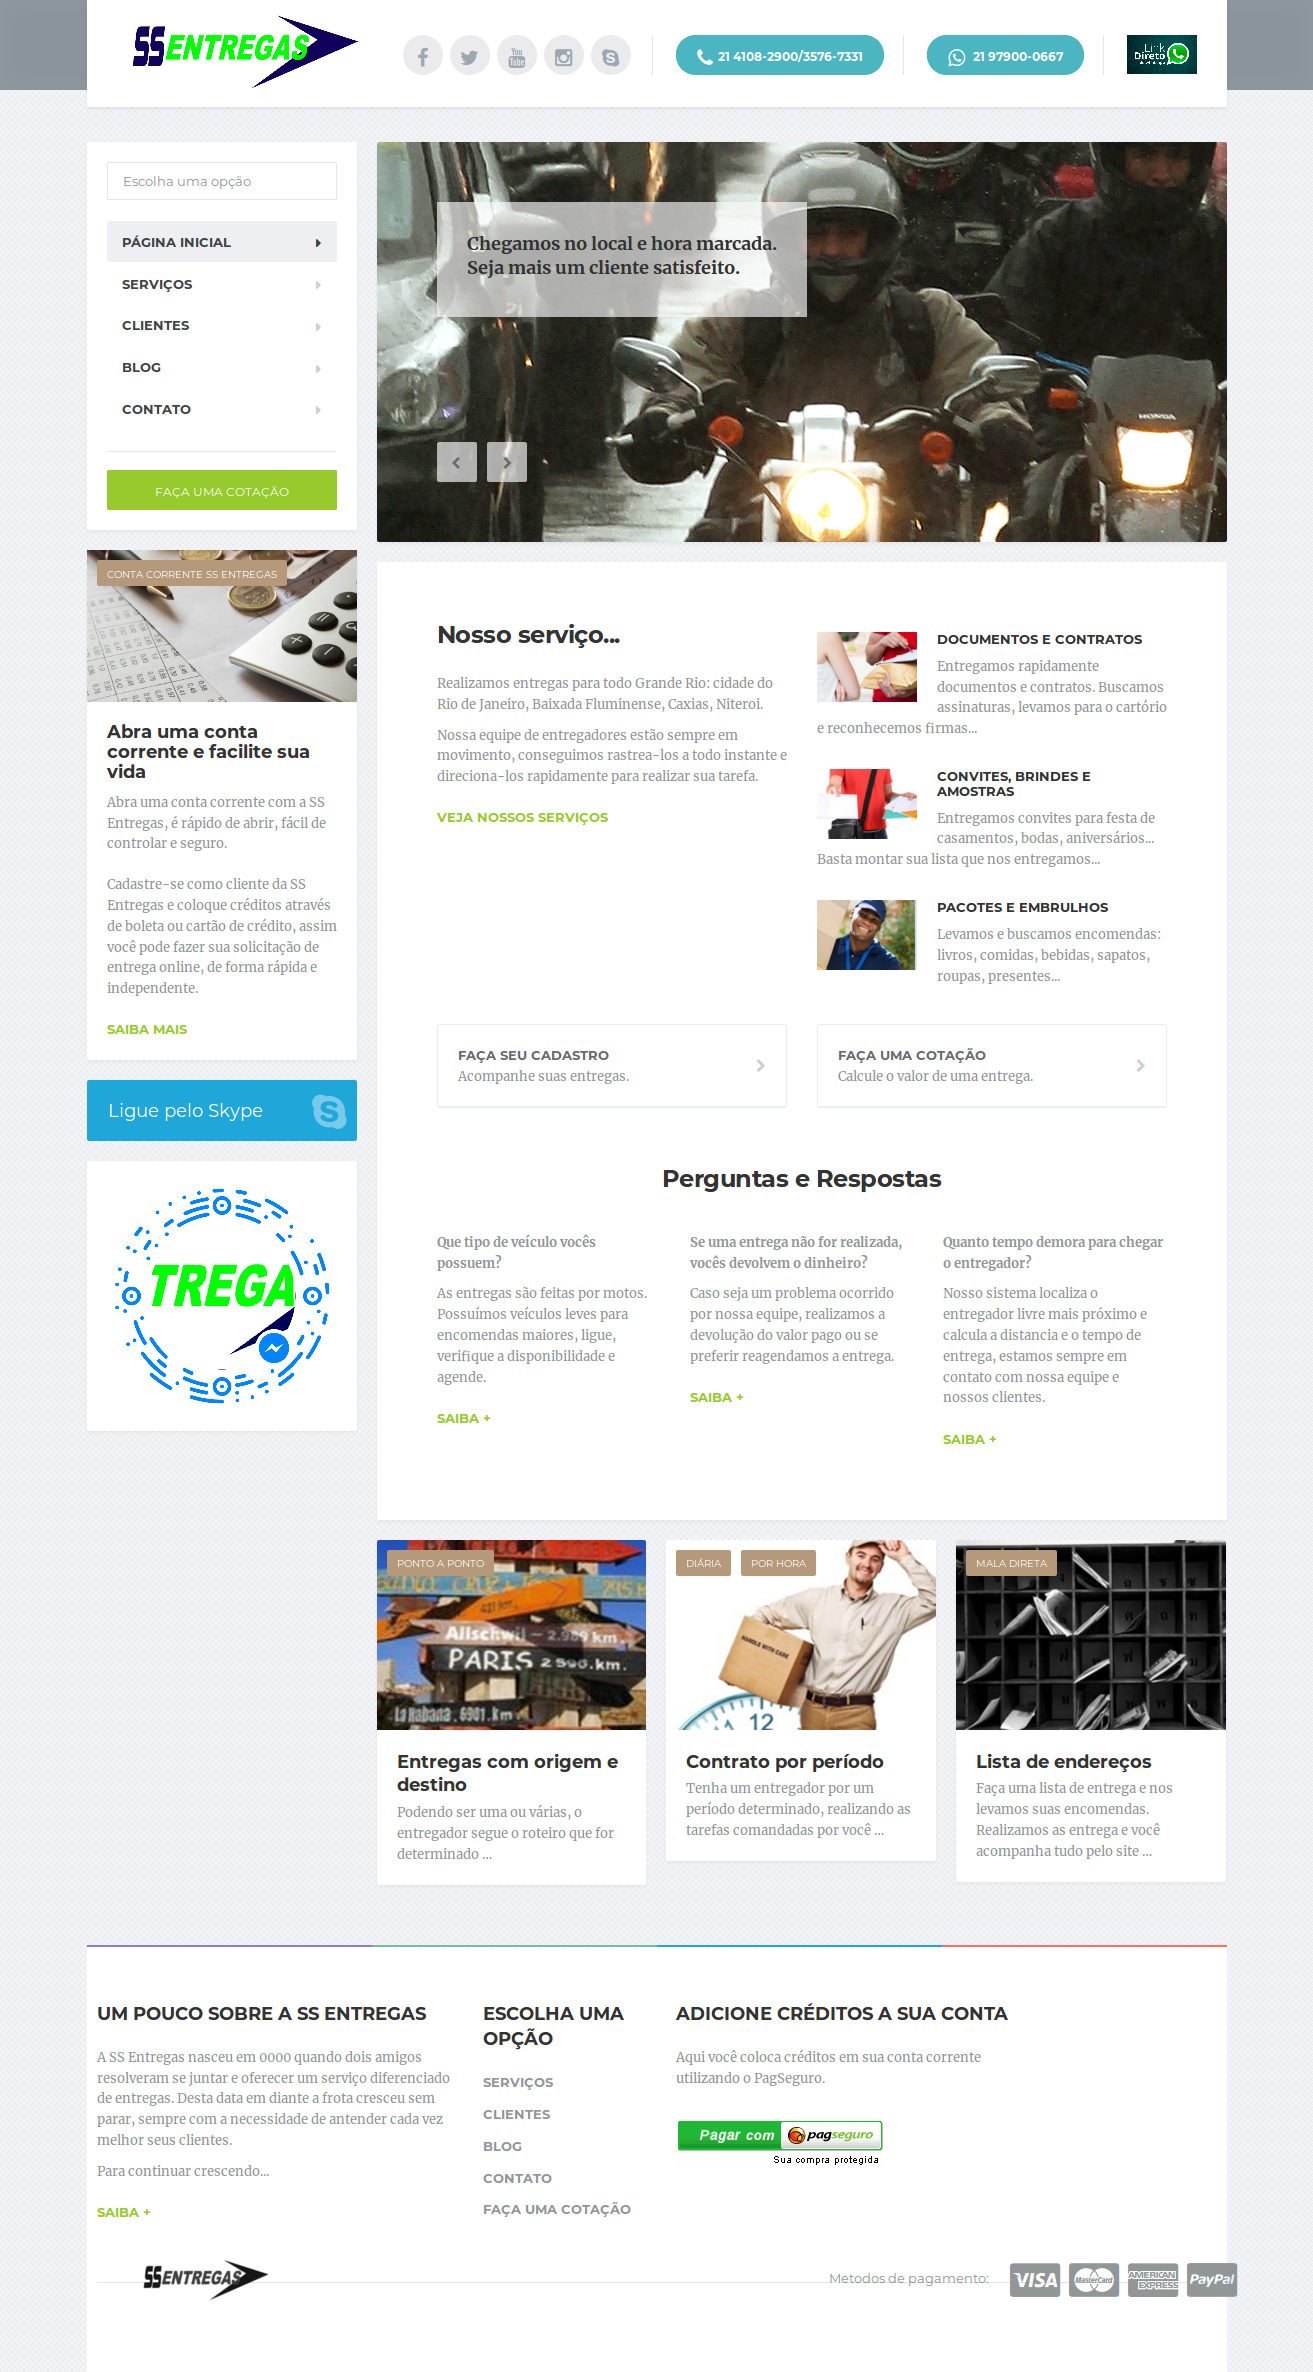 SS ENTREGAS
21 4108-2900/3576-7331
21 97900-0667
Link
Direto
Escolha uma opção
PÁGINA INICIAL
SERVIÇOS
CLIENTES
BLOG
CONTATO
FAÇA UMA COTAÇÃO
Chegamos no local e hora marcada.
Seja mais um cliente satisfeito.
HONDA
CONTA CORRENTE SS ENTREGAS
Abra uma conta
corrente e facilite sua
vida
Abra uma conta corrente com a SS
Entregas, é rápido de abrir, fácil de
controlar e seguro.
Cadastre-se como cliente da SS
Entregas e coloque créditos através
de boleta ou cartão de crédito, assim
você pode fazer sua solicitação de
entrega online, de forma rápida e
independente.
SAIBA MAIS
Ligue pelo Skype
TREGA
Nosso serviço...
Realizamos entregas para todo Grande Rio: cidade do
Rio de Janeiro, Baixada Fluminense, Caxias, Niteroi.
Nossa equipe de entregadores estão sempre em
movimento, conseguimos rastrea-los a todo instante e
direciona-los rapidamente para realizar sua tarefa.
VEJA NOSSOS SERVIÇOS
DOCUMENTOS E CONTRATOS
Entregamos rapidamente
documentos e contratos. Buscamos
assinaturas, levamos para o cartório
e reconhecemos firmas...
CONVITES, BRINDES E
AMOSTRAS
Entregamos convites para festa de
casamentos, bodas, aniversários...
Basta montar sua lista que nos entregamos...
PACOTES E EMBRULHOS
Levamos e buscamos encomendas:
livros, comidas, bebidas, sapatos,
roupas, presentes...
FAÇA SEU CADASTRO
Acompanhe suas entregas.
FAÇA UMA COTAÇÃO
Calcule o valor de uma entrega.
Perguntas e Respostas
Que tipo de veículo vocês
possuem?
As entregas são feitas por motos.
Possuímos veículos leves para
encomendas maiores, ligue,
verifique a disponibilidade e
agende.
SAIBA +
Se uma entrega não for realizada,
vocês devolvem o dinheiro?
Caso seja um problema ocorrido
por nossa equipe, realizamos a
devolução do valor pago ou se
preferir reagendamos a entrega.
SAIBA +
Quanto tempo demora para chegar
o entregador?
Nosso sistema localiza o
entregador livre mais próximo e
calcula a distancia e o tempo de
entrega, estamos sempre em
contato com nossa equipe e
nossos clientes.
SAIBA +
PONTO A PONTO
Allschwil - 2.989 km
PARIS 2 596.km.
La Habana . 6901.km
Entregas com origem e
destino
Podendo ser uma ou várias, o
entregador segue o roteiro que for
determinado ...
DIÁRIA
POR HORA
HANDLE WITH CARE
12
Contrato por período
Tenha um entregador por um
período determinado, realizando as
tarefas comandadas por você ...
MALA DIRETA
Lista de endereços
Faça uma lista de entrega e nos
levamos suas encomendas.
Realizamos as entrega e você
acompanha tudo pelo site ...
UM POUCO SOBRE A SS ENTREGAS
A SS Entregas nasceu em 0000 quando dois amigos
resolveram se juntar e oferecer um serviço diferenciado
de entregas. Desta data em diante a frota cresceu sem
parar, sempre com a necessidade de antender cada vez
melhor seus clientes.
Para continuar crescendo...
SAIBA +
ESCOLHA UMA
OPÇÃO
SERVIÇOS
CLIENTES
BLOG
CONTATO
FAÇA UMA COTAÇÃO
ADICIONE CRÉDITOS A SUA CONTA
Aqui você coloca créditos em sua conta corrente
utilizando o PagSeguro.
Pagar com pagseguro
Sua compra protegida
SS ENTREGAS
Metodos de pagamento:
VISA
MasterCard
AMERICAN
EXPRESS
PayPal